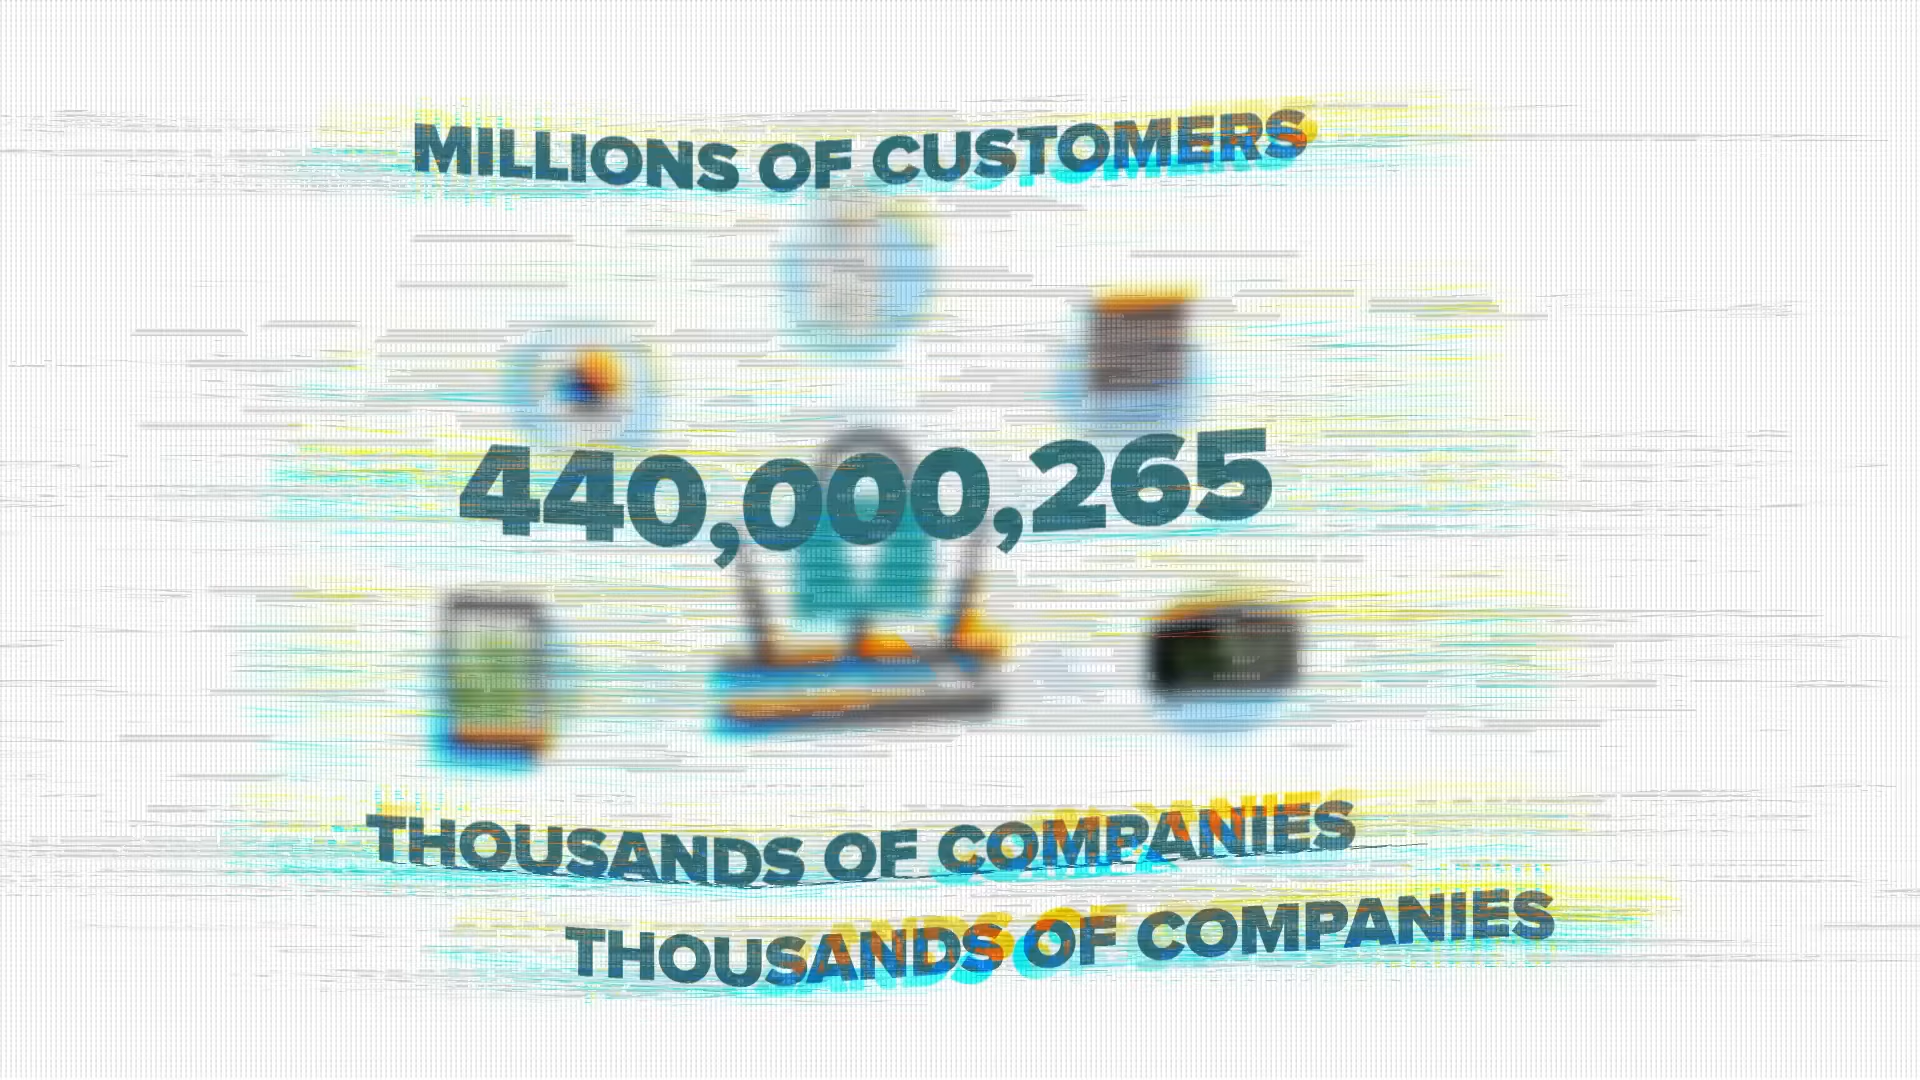 MILLIONS OF CUSTOMERS
440,000,265
THOUSANDS OF COMPANIES
THOUSANDS OF COMPANIES